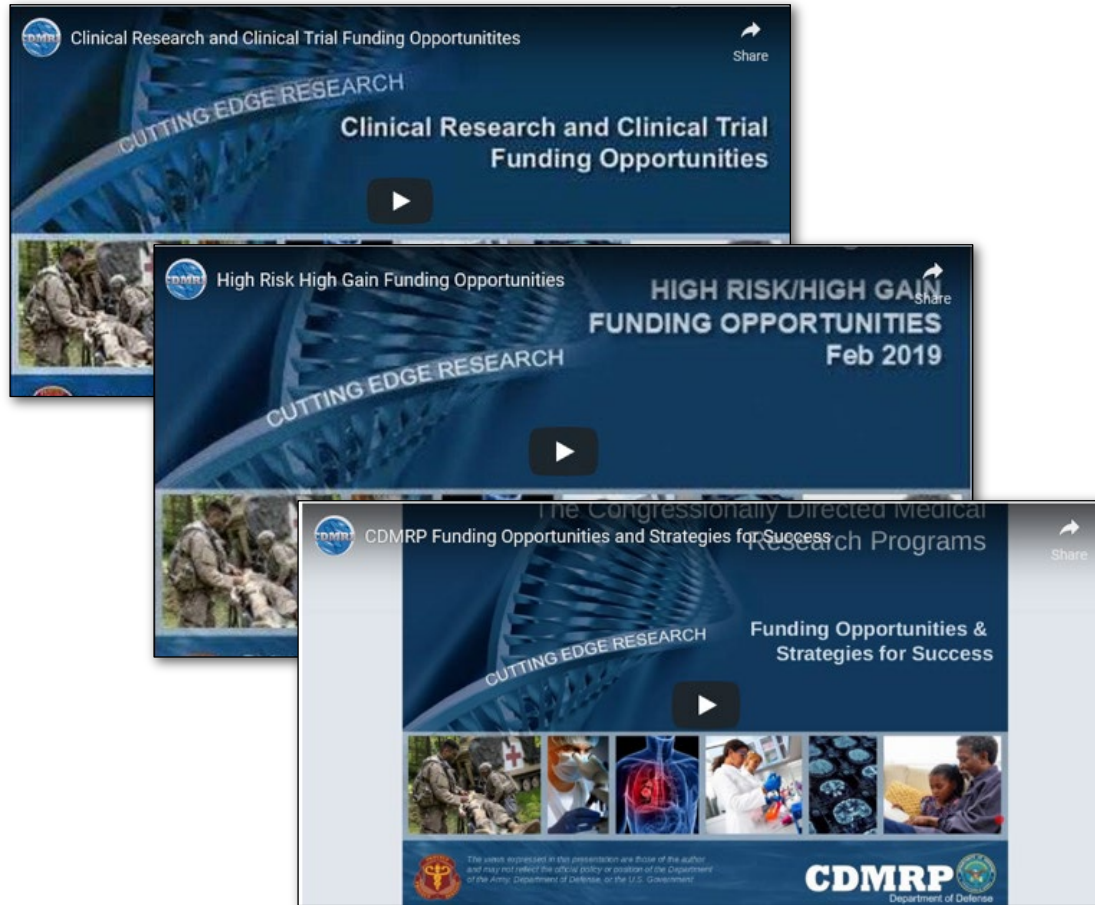 CDMRP
Clinical Research and Clinical Trial Funding Opportunitites
Share
CUTTING EDGE RESEARCH
Clinical Research and Clinical Trial
Funding Opportunities
CDMRP
High Risk High Gain Funding Opportunities
Share
HIGH RISK/HIGH GAIN
FUNDING OPPORTUNITIES
Feb 2019
CUTTING EDGE RESEARCH
CDMRP
CDMRP Funding Opportunities and Strategies for Success
Share
The Congressionally Directed Medical
Research Programs
CUTTING EDGE RESEARCH
Funding Opportunities &
Strategies for Success
The views expressed in this presentation are those of the author
and may not reflect the official policy or position of the Department
of the Army, Department of Defense, or the U.S. Government
CDMRP
Department of Defense